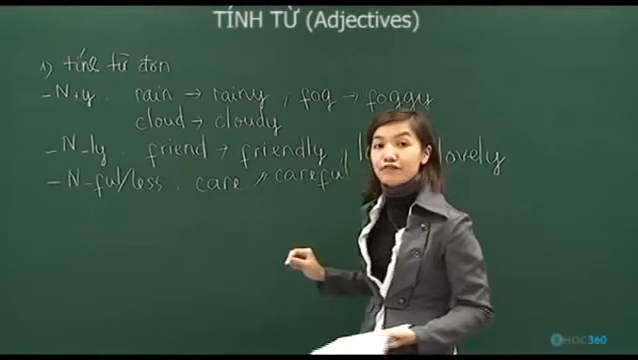 TÍNH TỪ (Adjectives)
1) tính từ đơn
- N+y . rain → rainy , fog → foggy
cloud → cloudy
- N-ly friend → friendly, lovely
- N-ful/less . care → careful
HOC360